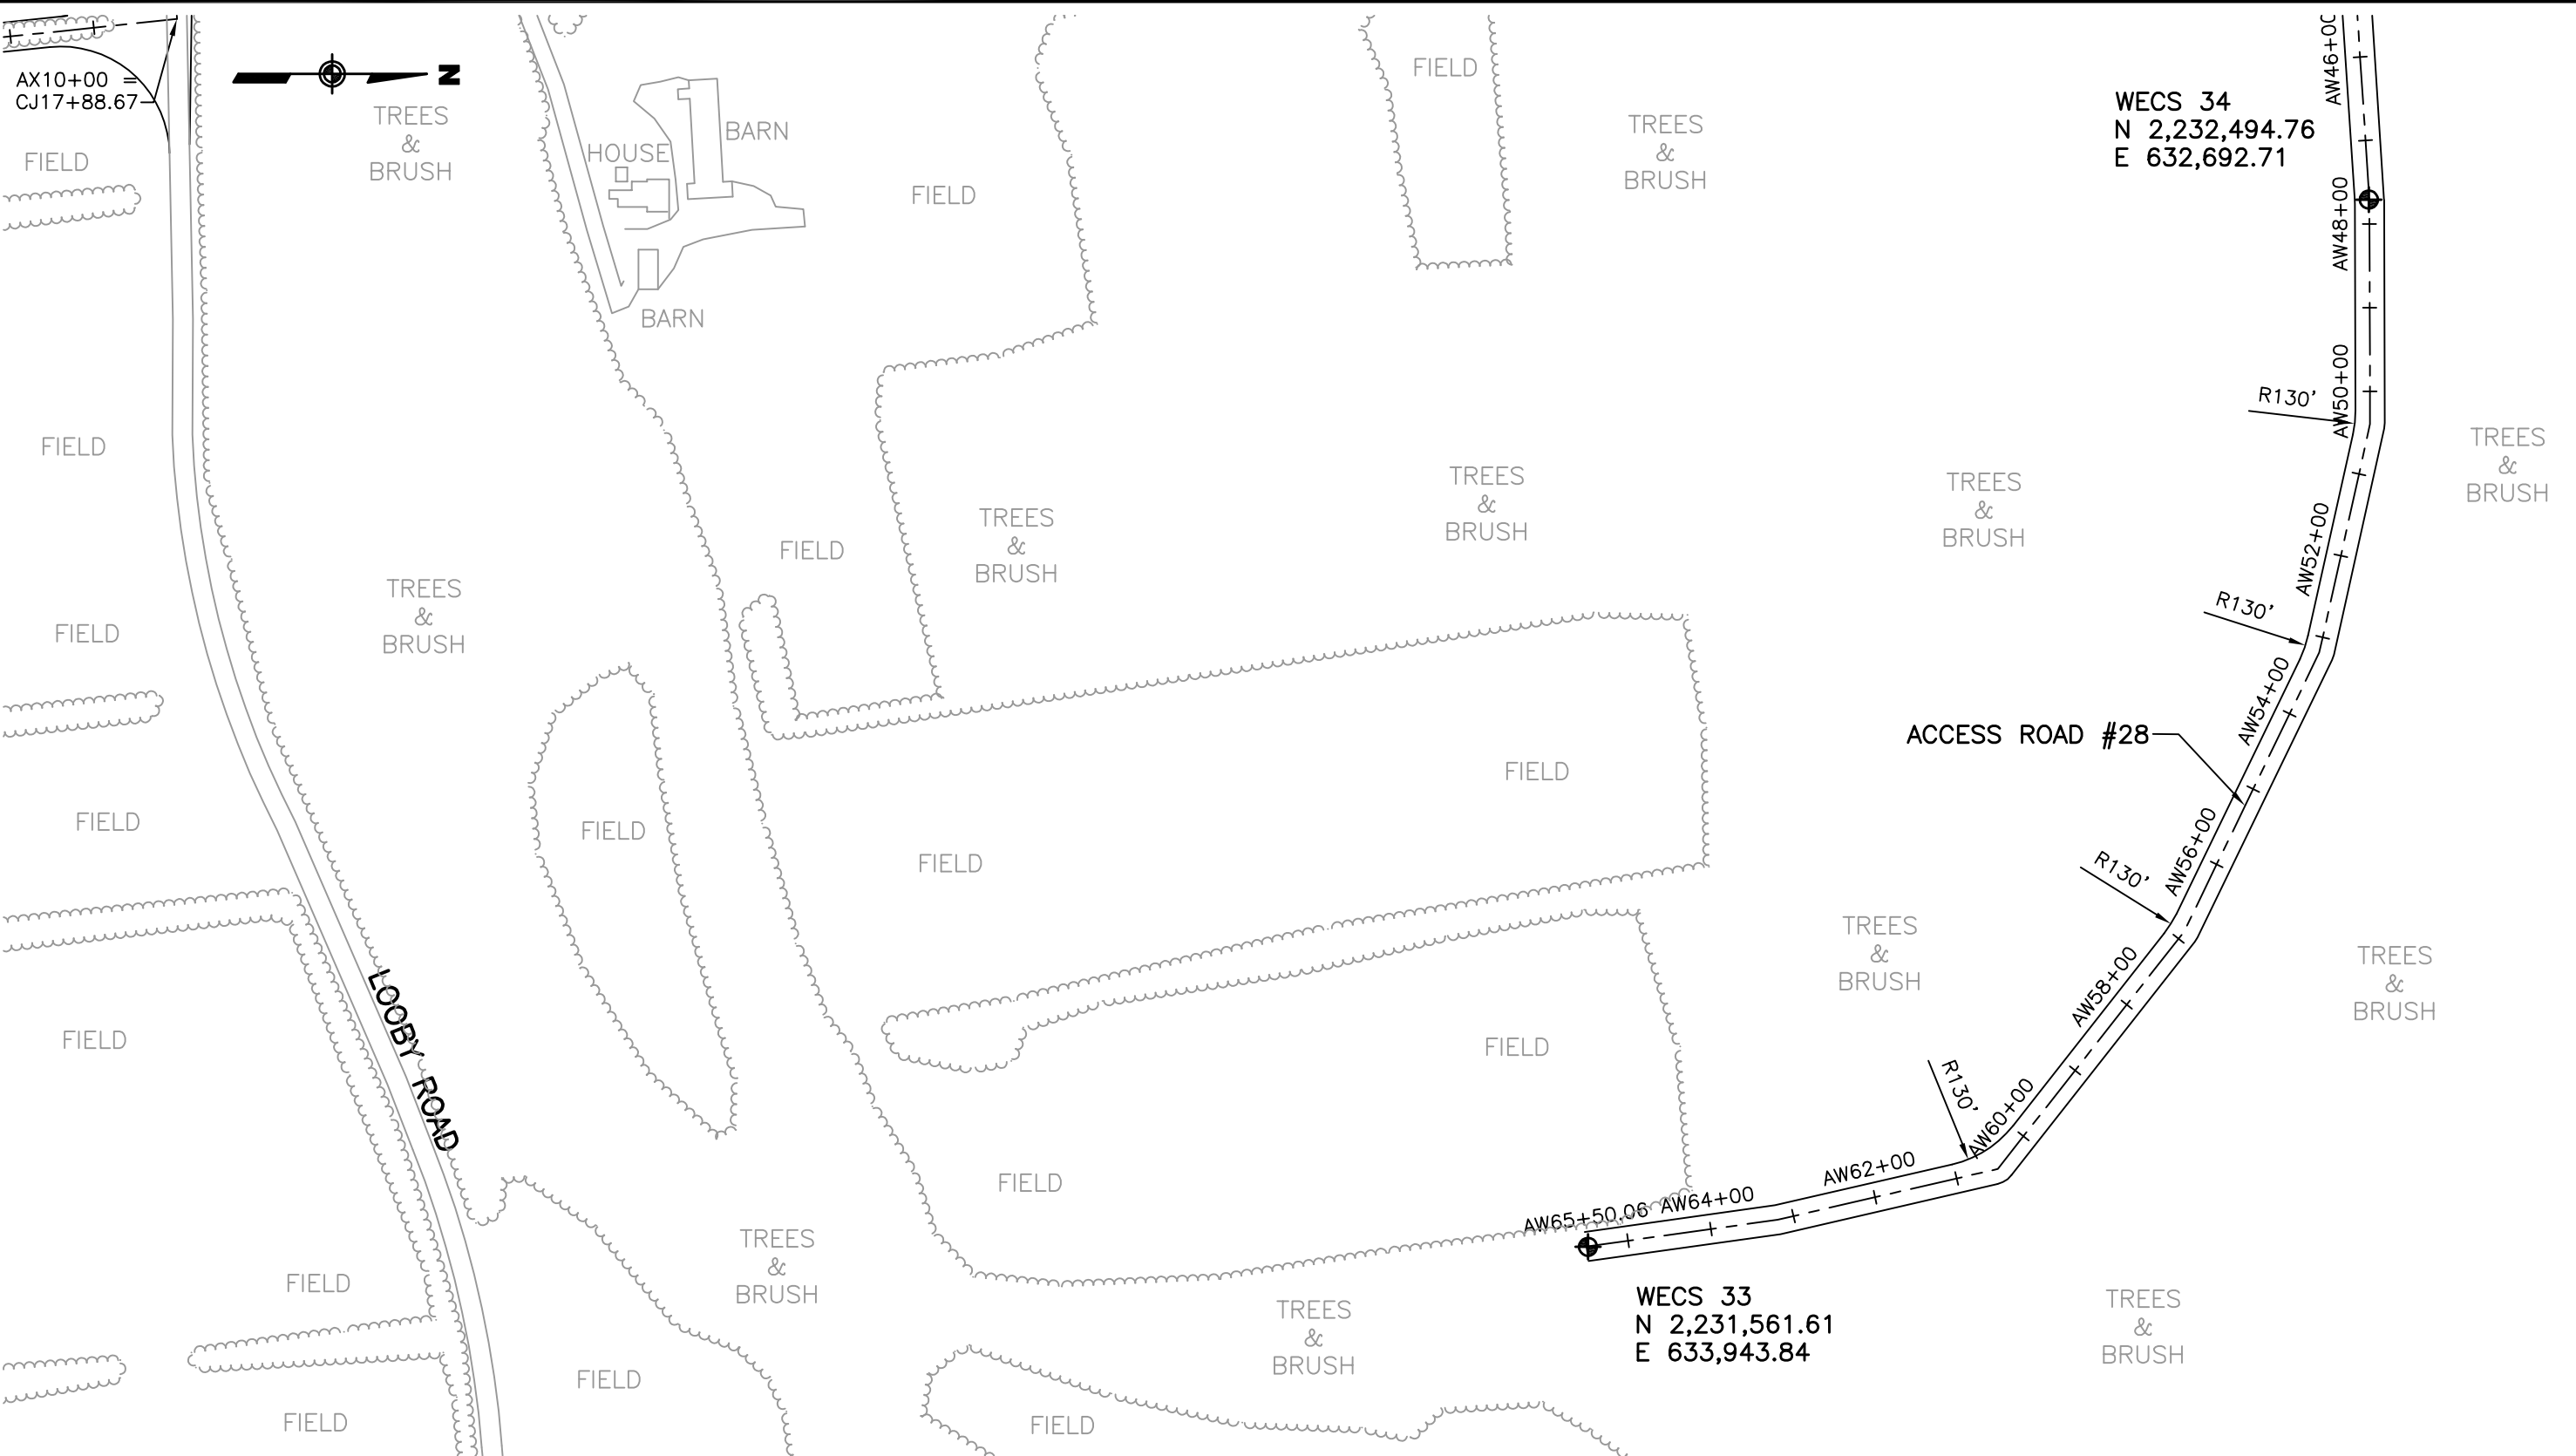 AX10+00 =
CJ17+88.67
N
FIELD
TREES
&
BRUSH
HOUSE
BARN
BARN
FIELD
FIELD
TREES
&
BRUSH
WECS 34
N 2,232,494.76
E 632,692.71
AW46+00
AW48+00
AW50+00
R130'
FIELD
TREES
&
BRUSH
FIELD
TREES
&
BRUSH
TREES
&
BRUSH
TREES
&
BRUSH
TREES
&
BRUSH
AW52+00
R130'
FIELD
AW54+00
ACCESS ROAD #28
FIELD
FIELD
FIELD
FIELD
AW56+00
R130'
TREES
&
BRUSH
TREES
&
BRUSH
AW58+00
LOOBY ROAD
FIELD
FIELD
R130'
AW60+00
FIELD
AW62+00
AW64+00
AW65+50.06
TREES
&
BRUSH
FIELD
WECS 33
N 2,231,561.61
E 633,943.84
TREES
&
BRUSH
TREES
&
BRUSH
FIELD
FIELD
FIELD